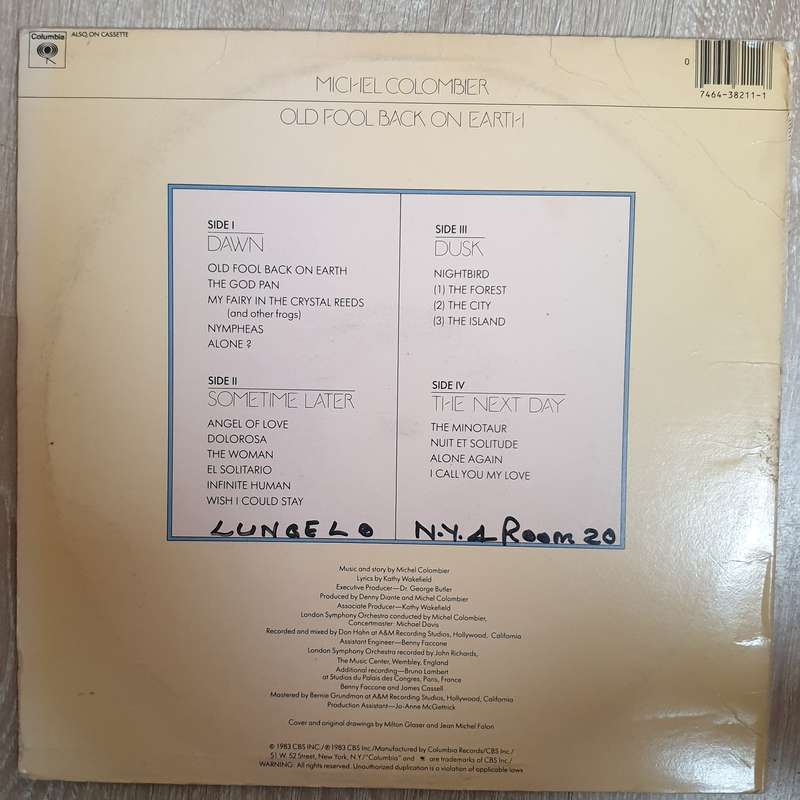 Columbia
ALSO, ON CASSETTE
0
7464-38211-1
MICHEL COLOMBIER
OLD FOOL BACK ON EARTH
SIDE I
DAWN
OLD FOOL BACK ON EARTH
THE GOD PAN
MY FAIRY IN THE CRYSTAL REEDS
(and other frogs)
NYMPHEAS
ALONE ?
SIDE II
SOMETIME LATER
ANGEL OF LOVE
DOLOROSA
THE WOMAN
EL SOLITARIO
INFINITE HUMAN
WISH I COULD STAY
SIDE III
DUSK
NIGHTBIRD
(1) THE FOREST
(2) THE CITY
(3) THE ISLAND
SIDE IV
THE NEXT DAY
THE MINOTAUR
NUIT ET SOLITUDE
ALONE AGAIN
I CALL YOU MY LOVE
LUNGELO N.Y.A Room 20
Music and story by Michel Colombier
Lyrics by Kathy Wakefield
Executive Producer—Dr. George Butler
Produced by Denny Diante and Michel Colombier
Associate Producer—Kathy Wakefield
London Symphony Orchestra conducted by Michel Colombier,
Concertmaster: Michael Davis
Recorded and mixed by Don Hahn at A&M Recording Studios, Hollywood, California
Assistant Engineer—Benny Faccone
London Symphony Orchestra recorded by John Richards,
The Music Center, Wembley, England
Additional recording—Bruno Lambert
at Studios du Palais des Congres, Paris, France
Benny Faccone and James Cassell
Mastered by Bernie Grundman at A&M Recording Studios, Hollywood, California
Production Assistant—Jo-Anne McGettrick
Cover and original drawings by Milton Glaser and Jean Michel Folon
© 1983 CBS INC./℗ 1983 CBS Inc./Manufactured by Columbia Records/CBS Inc./
51 W. 52 Street, New York, N.Y./"Columbia" and are trademarks of CBS Inc./
WARNING: All rights reserved. Unauthorized duplication is a violation of applicable laws